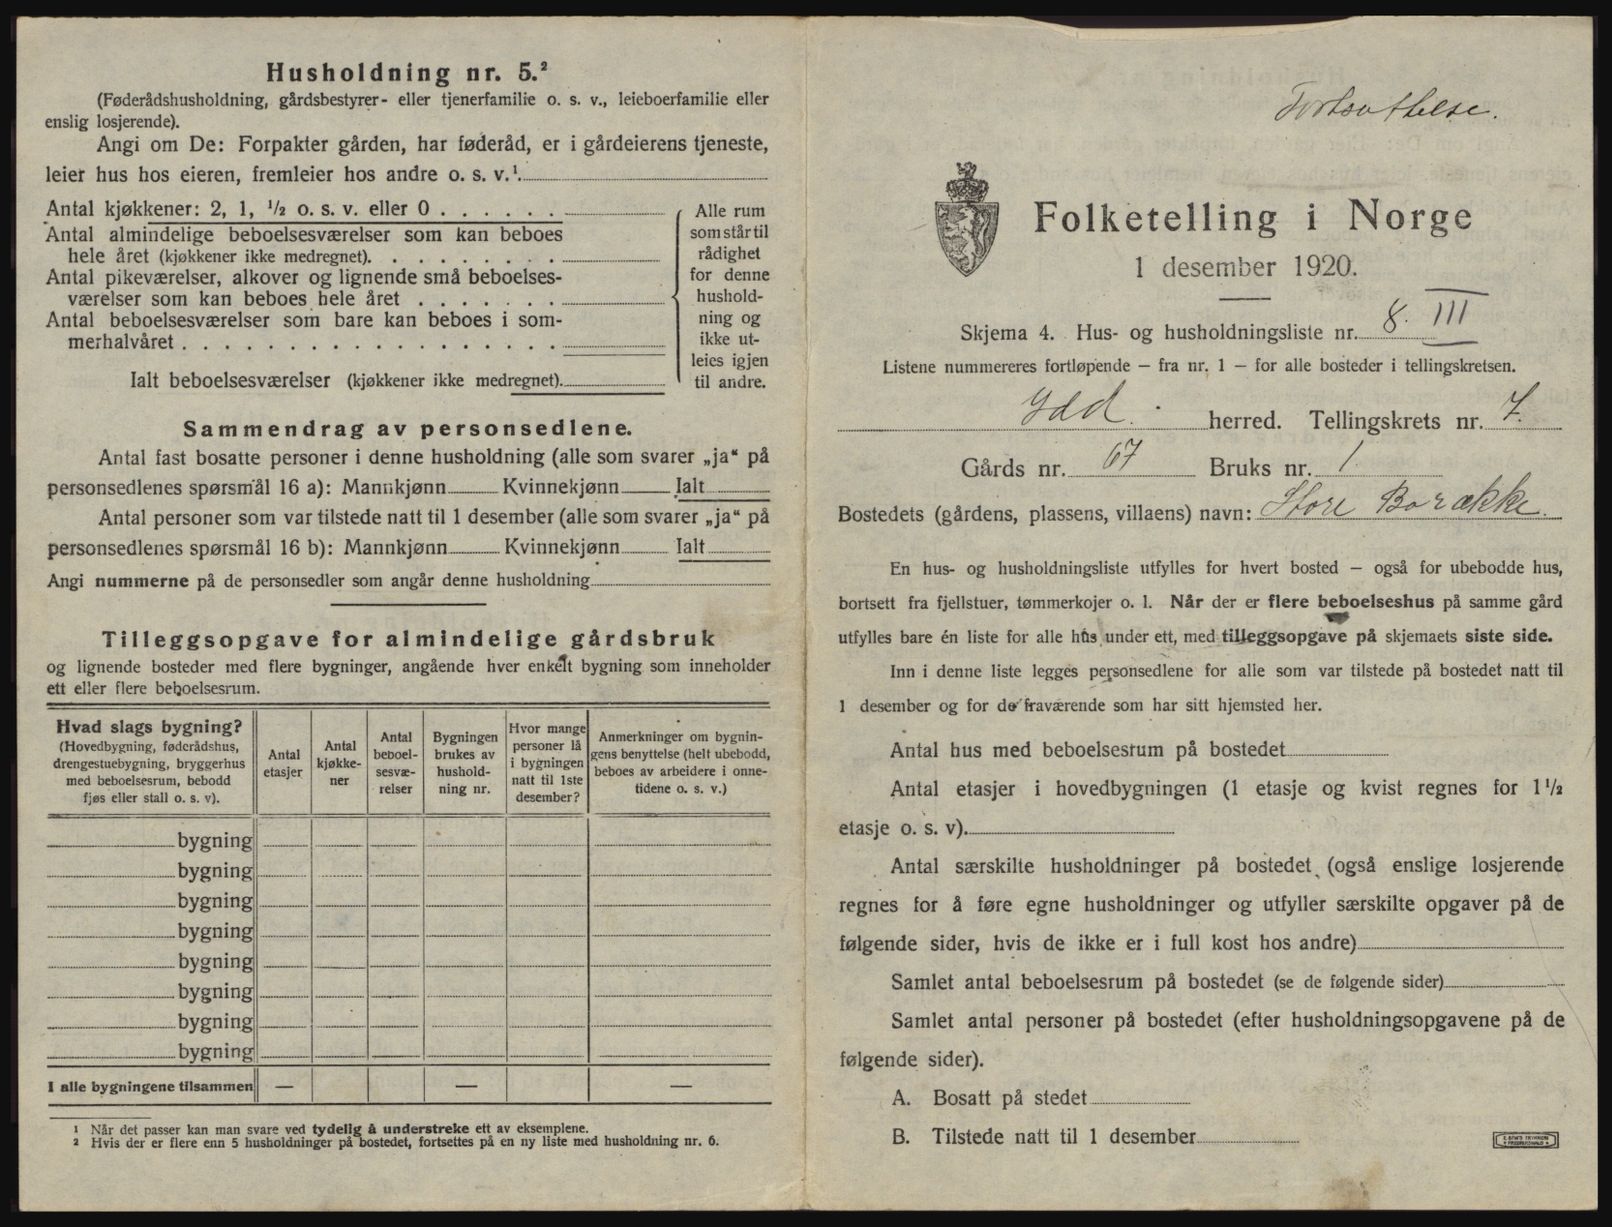 Husholdning nr. 5.²
(Føderådshusholdning, gårdsbestyrer- eller tjenerfamilie o. s. v., leieboerfamilie eller
enslig losjerende).
Angi om De: Forpakter gården, har føderåd, er i gårdeierens tjeneste,
leier hus hos eieren, fremleier hos andre o. s. v.¹.
Antal kjøkkener: 2, 1, ½ o. s. v. eller 0 . . . . . .
Antal almindelige beboelsesværelser som kan beboes
hele året (kjøkkener ikke medregnet). . . . . . . . .
Antal pikeværelser, alkover og lignende små beboelses-
værelser som kan beboes hele året . . . . . . .
Antal beboelsesværelser som bare kan beboes i som-
merhalvåret . . . . . . . . . . . . . . . . . .
Ialt beboelsesværelser (kjøkkener ikke medregnet).
Alle rum
som står til
rådighet
for denne
hushold-
ning og
ikke ut-
leies igjen
til andre.
Sammendrag av personsedlene.
Antal fast bosatte personer i denne husholdning (alle som svarer „ja“ på
personsedlenes spørsmål 16 a): Mannkjønn Kvinnekjønn Ialt
Antal personer som var tilstede natt til 1 desember (alle som svarer „ja“ på
personsedlenes spørsmål 16 b): Mannkjønn Kvinnekjønn Ialt
Angi nummerne på de personsedler som angår denne husholdning
Tilleggsopgave for almindelige gårdsbruk
og lignende bosteder med flere bygninger, angående hver enkelt bygning som inneholder
ett eller flere beboelsesrum.
Hvad slags bygning?
(Hovedbygning, føderådshus,
drengestuebygning, bryggerhus
med beboelsesrum, bebodd
fjøs eller stall o. s. v).
Antal
etasjer
Antal
kjøkke-
ner
Antal
beboel-
sesvæ-
relser
Bygningen
brukes av
hushold-
ning nr.
Hvor mange
personer lå
i bygningen
natt til 1ste
desember?
Anmerkninger om bygnin-
gens benyttelse (helt ubebodd,
beboes av arbeidere i onne-
tidene o. s. v.)
bygning
bygning
bygning
bygning
bygning
bygning
bygning
bygning
I alle bygningene tilsammen — — —
¹ Når det passer kan man svare ved tydelig å understreke ett av eksemplene.
² Hvis der er flere enn 5 husholdninger på bostedet, fortsettes på en ny liste med husholdning nr. 6.
Fortsættelse.
Folketelling i Norge
1 desember 1920.
Skjema 4. Hus- og husholdningsliste nr. 8. III
Listene nummereres fortløpende — fra nr. 1 — for alle bosteder i tellingskretsen.
Idd. herred. Tellingskrets nr. 7.
Gårds nr. 67 Bruks nr. 1
Bostedets (gårdens, plassens, villaens) navn: Store Borække.
En hus- og husholdningsliste utfylles for hvert bosted — også for ubebodde hus,
bortsett fra fjellstuer, tømmerkojer o. l. Når der er flere beboelseshus på samme gård
utfylles bare én liste for alle hus under ett, med tilleggsopgave på skjemaets siste side.
Inn i denne liste legges personsedlene for alle som var tilstede på bostedet natt til
1 desember og for de fraværende som har sitt hjemsted her.
Antal hus med beboelsesrum på bostedet
Antal etasjer i hovedbygningen (1 etasje og kvist regnes for 1½
etasje o. s. v).
Antal særskilte husholdninger på bostedet (også enslige losjerende
regnes for å føre egne husholdninger og utfyller særskilte opgaver på de
følgende sider, hvis de ikke er i full kost hos andre)
Samlet antal beboelsesrum på bostedet (se de følgende sider)
Samlet antal personer på bostedet (efter husholdningsopgavene på de
følgende sider).
A. Bosatt på stedet
B. Tilstede natt til 1 desember